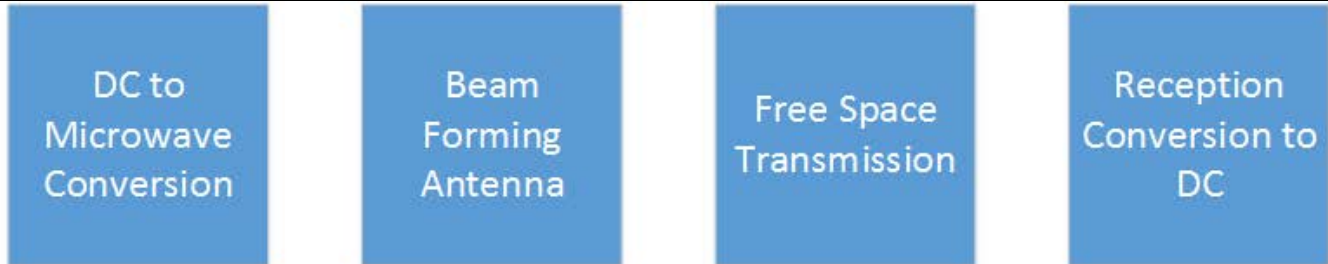 DC to
Microwave
Conversion
Beam
Forming
Antenna
Free Space
Transmission
Reception
Conversion to
DC